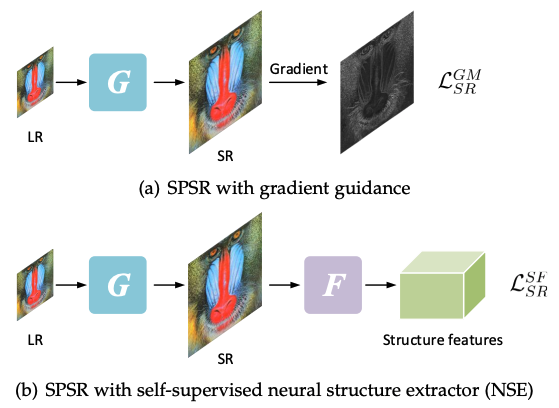 G
Gradient
LR
SR
$\mathcal{L}_{SR}^{GM}$
(a) SPSR with gradient guidance
G
F
LR
SR
Structure features
$\mathcal{L}_{SR}^{SF}$
(b) SPSR with self-supervised neural structure extractor (NSE)